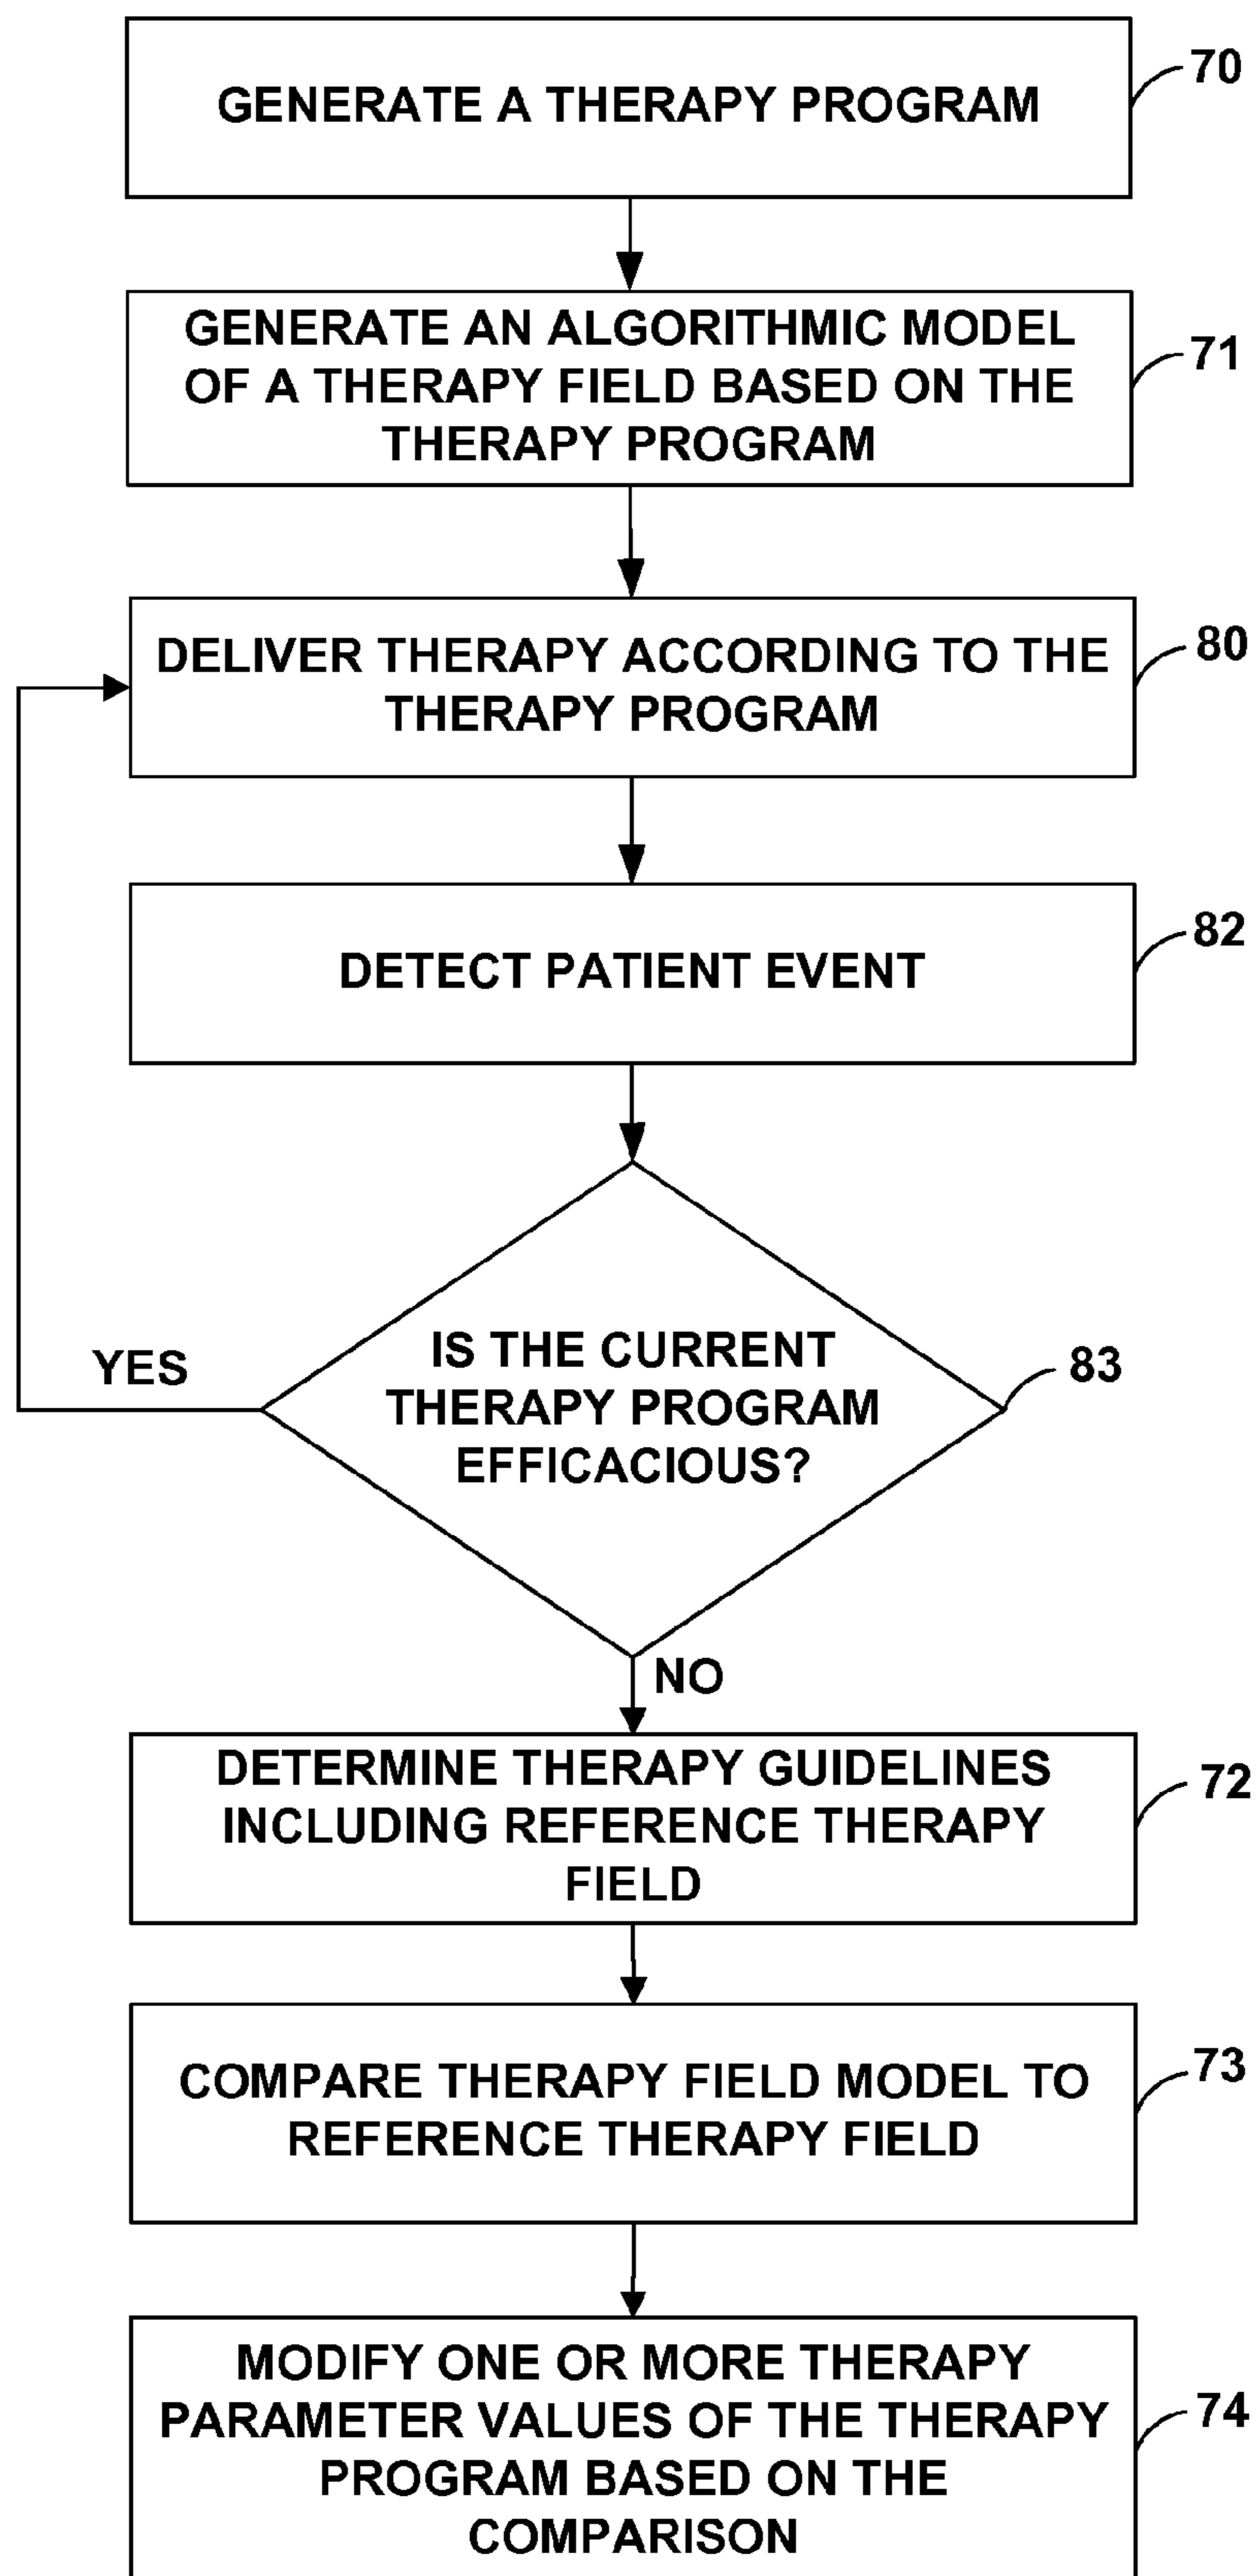 GENERATE A THERAPY PROGRAM
70
GENERATE AN ALGORITHMIC MODEL
OF A THERAPY FIELD BASED ON THE
THERAPY PROGRAM
71
DELIVER THERAPY ACCORDING TO THE
THERAPY PROGRAM
80
DETECT PATIENT EVENT
82
IS THE CURRENT
THERAPY PROGRAM
EFFICACIOUS?
83
YES
NO
DETERMINE THERAPY GUIDELINES
INCLUDING REFERENCE THERAPY
FIELD
72
COMPARE THERAPY FIELD MODEL TO
REFERENCE THERAPY FIELD
73
MODIFY ONE OR MORE THERAPY
PARAMETER VALUES OF THE THERAPY
PROGRAM BASED ON THE
COMPARISON
74